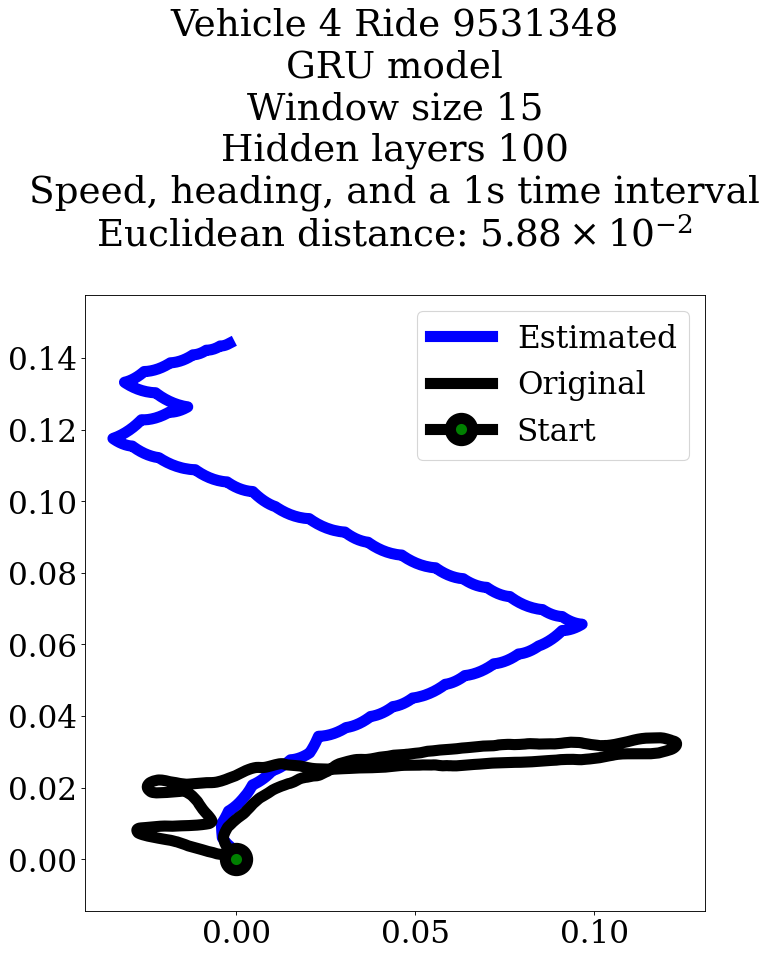 Vehicle 4 Ride 9531348
GRU model
Window size 15
Hidden layers 100
Speed, heading, and a 1s time interval
Euclidean distance: 5.88 × 10⁻²
Estimated
Original
Start
0.14
0.12
0.10
0.08
0.06
0.04
0.02
0.00
0.00 0.05 0.10